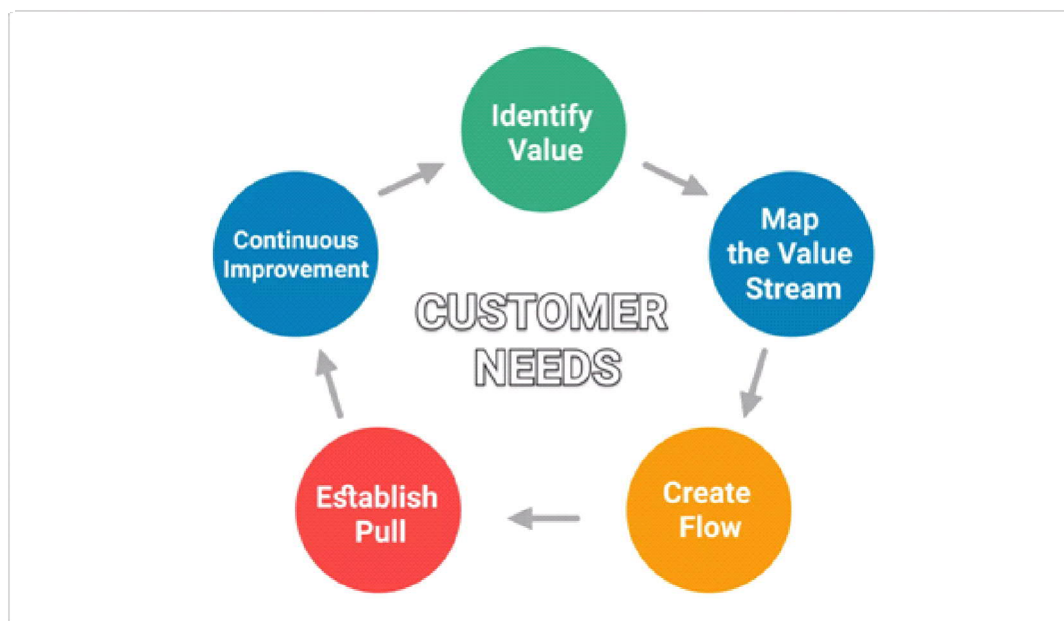 Identify
Value
Map
the Value
Stream
Create
Flow
Establish
Pull
Continuous
Improvement
CUSTOMER
NEEDS